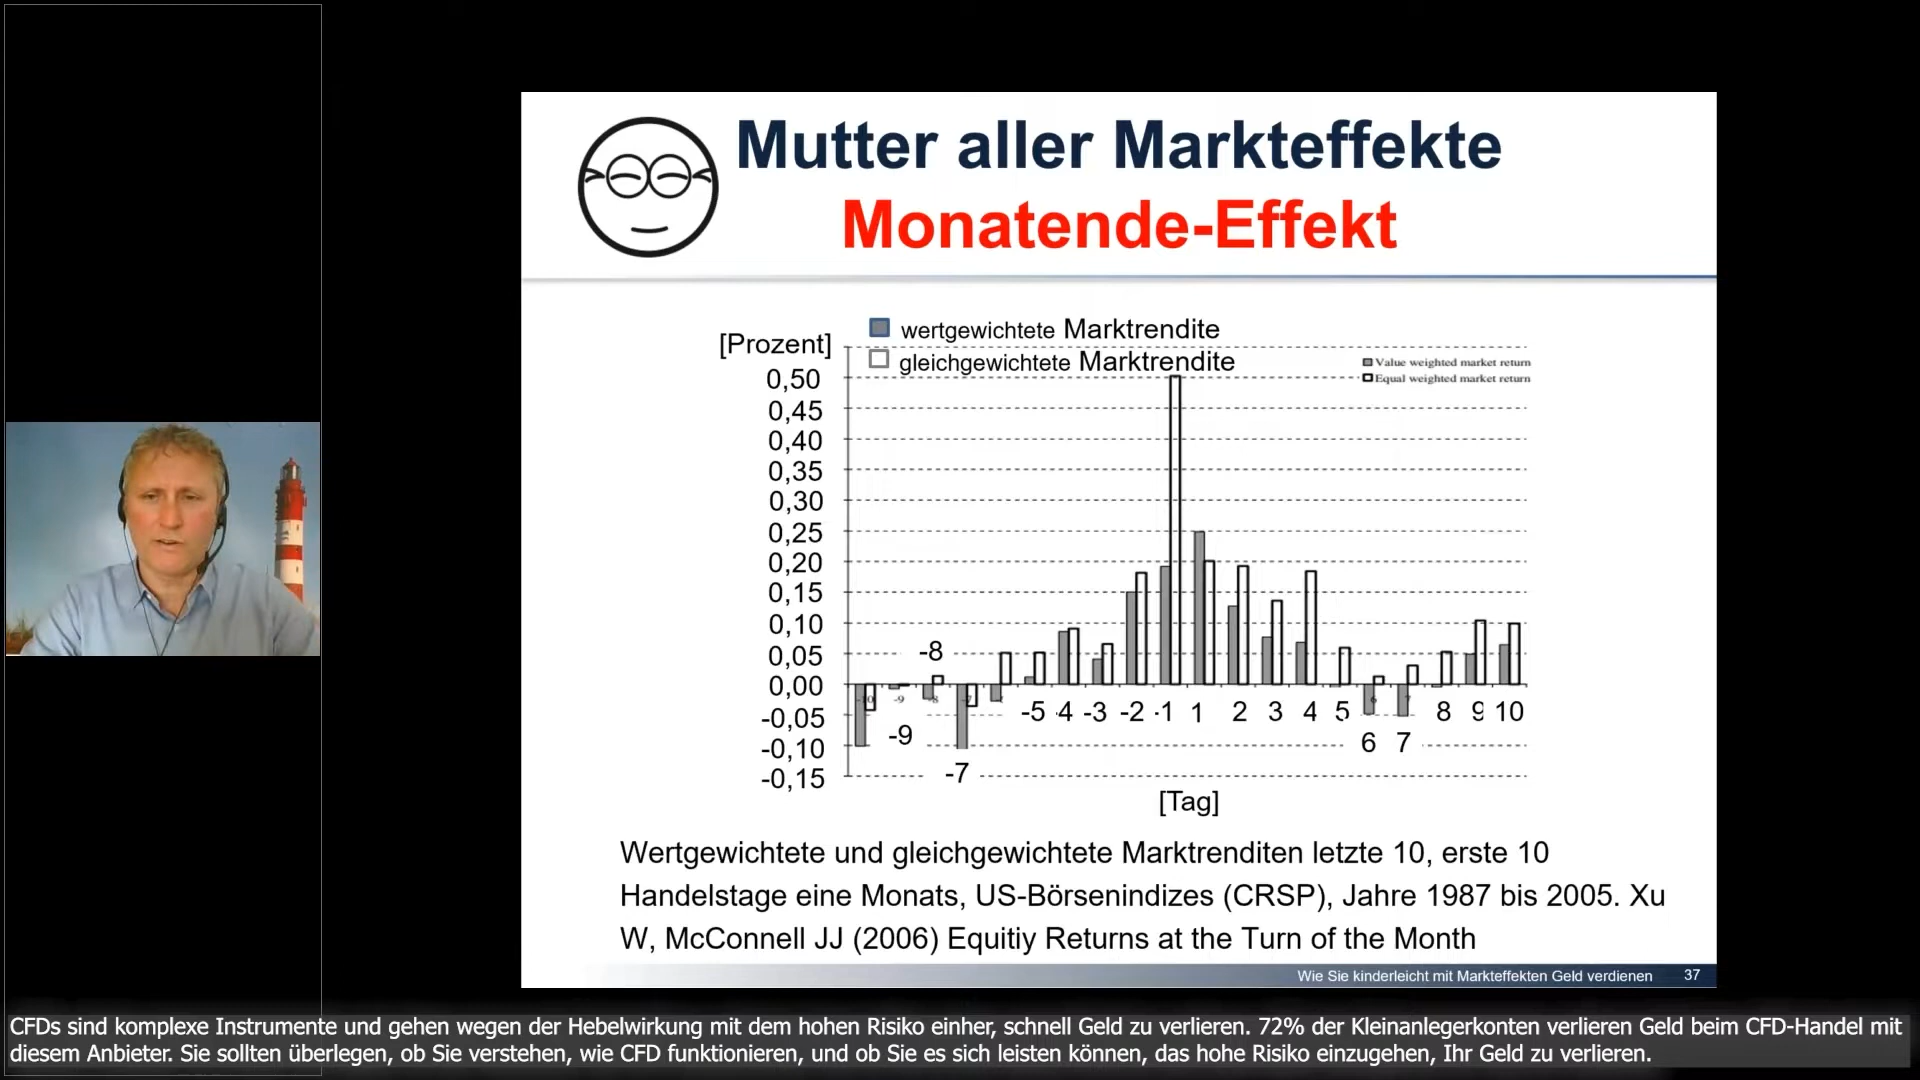 Mutter aller Markteffekte
Monatende-Effekt
[Prozent]
wertgewichtete Marktrendite
gleichgewichtete Marktrendite
Value weighted market return
Equal weighted market return
0,50
0,45
0,40
0,35
0,30
0,25
0,20
0,15
0,10
0,05
0,00
-0,05
-0,10
-0,15
-8
-9
-7
-5 -4 -3 -2 -1 1 2 3 4 5 8 9 10
6 7
[Tag]
Wertgewichtete und gleichgewichtete Marktrenditen letzte 10, erste 10
Handelstage eine Monats, US-Börsenindizes (CRSP), Jahre 1987 bis 2005. Xu
W, McConnell JJ (2006) Equitiy Returns at the Turn of the Month
Wie Sie kinderleicht mit Markteffekten Geld verdienen 37
CFDs sind komplexe Instrumente und gehen wegen der Hebelwirkung mit dem hohen Risiko einher, schnell Geld zu verlieren. 72% der Kleinanlegerkonten verlieren Geld beim CFD-Handel mit
diesem Anbieter. Sie sollten überlegen, ob Sie verstehen, wie CFD funktionieren, und ob Sie es sich leisten können, das hohe Risiko einzugehen, Ihr Geld zu verlieren.